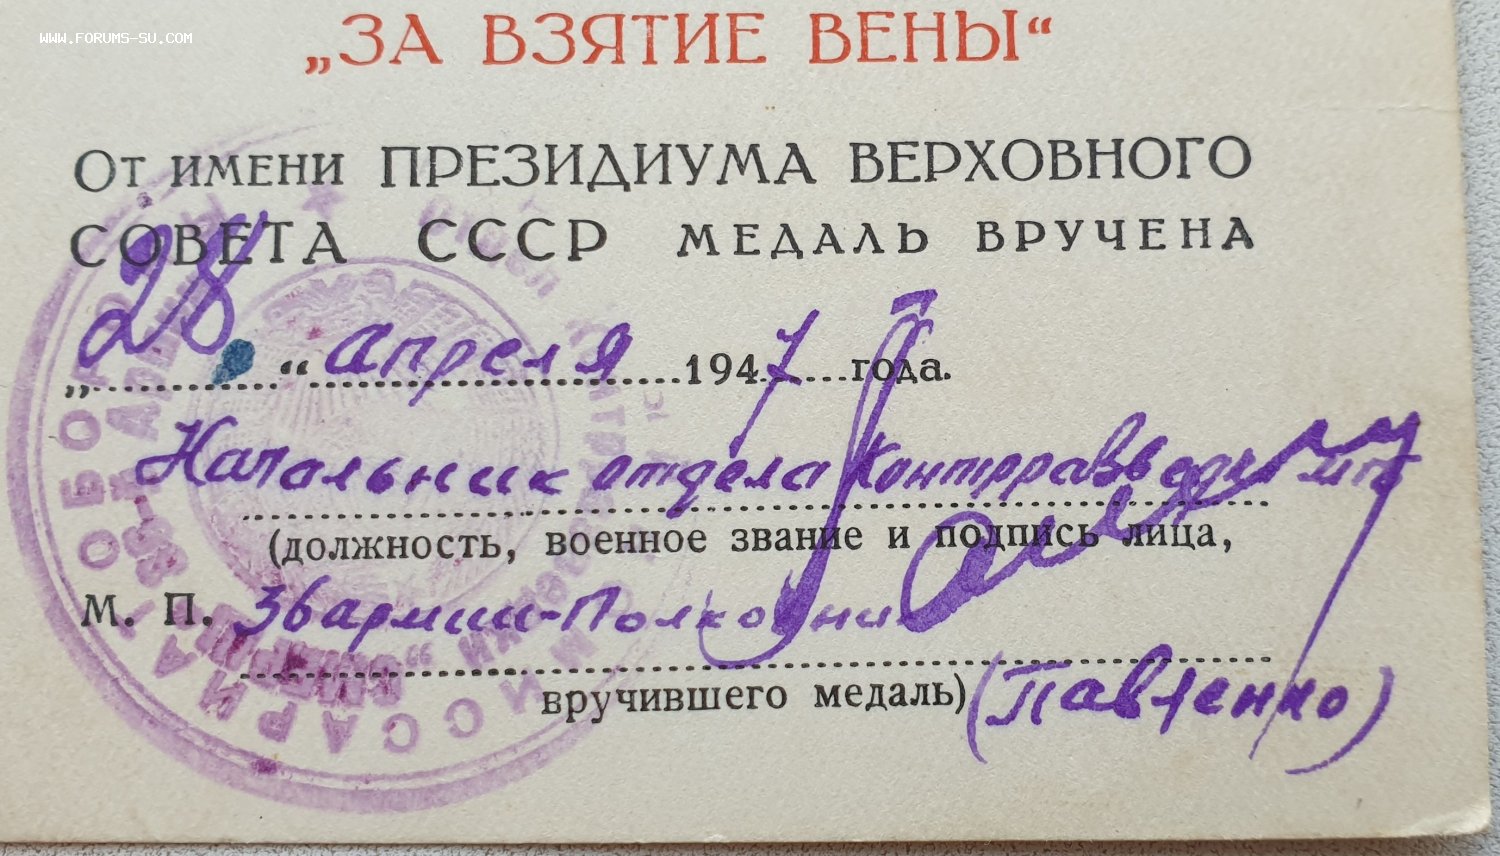 WWW.FORUMS-SU.COM
„ЗА ВЗЯТИЕ ВЕНЫ“
От имени ПРЕЗИДИУМА ВЕРХОВНОГО
СОВЕТА СССР МЕДАЛЬ ВРУЧЕНА
„28“ апреля 1947 года.
Начальник отдела контрразведки
(должность, военное звание и подпись лица,
М. П. армии-Полковник
вручившего медаль) (Павленко)